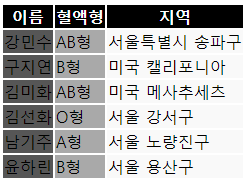 이름 혈액형 지역
강민수 AB형 서울특별시 송파구
구지연 B형 미국 캘리포니아
김미화 AB형 미국 메사추세츠
김선화 O형 서울 강서구
남기주 A형 서울 노량진구
윤하린 B형 서울 용산구